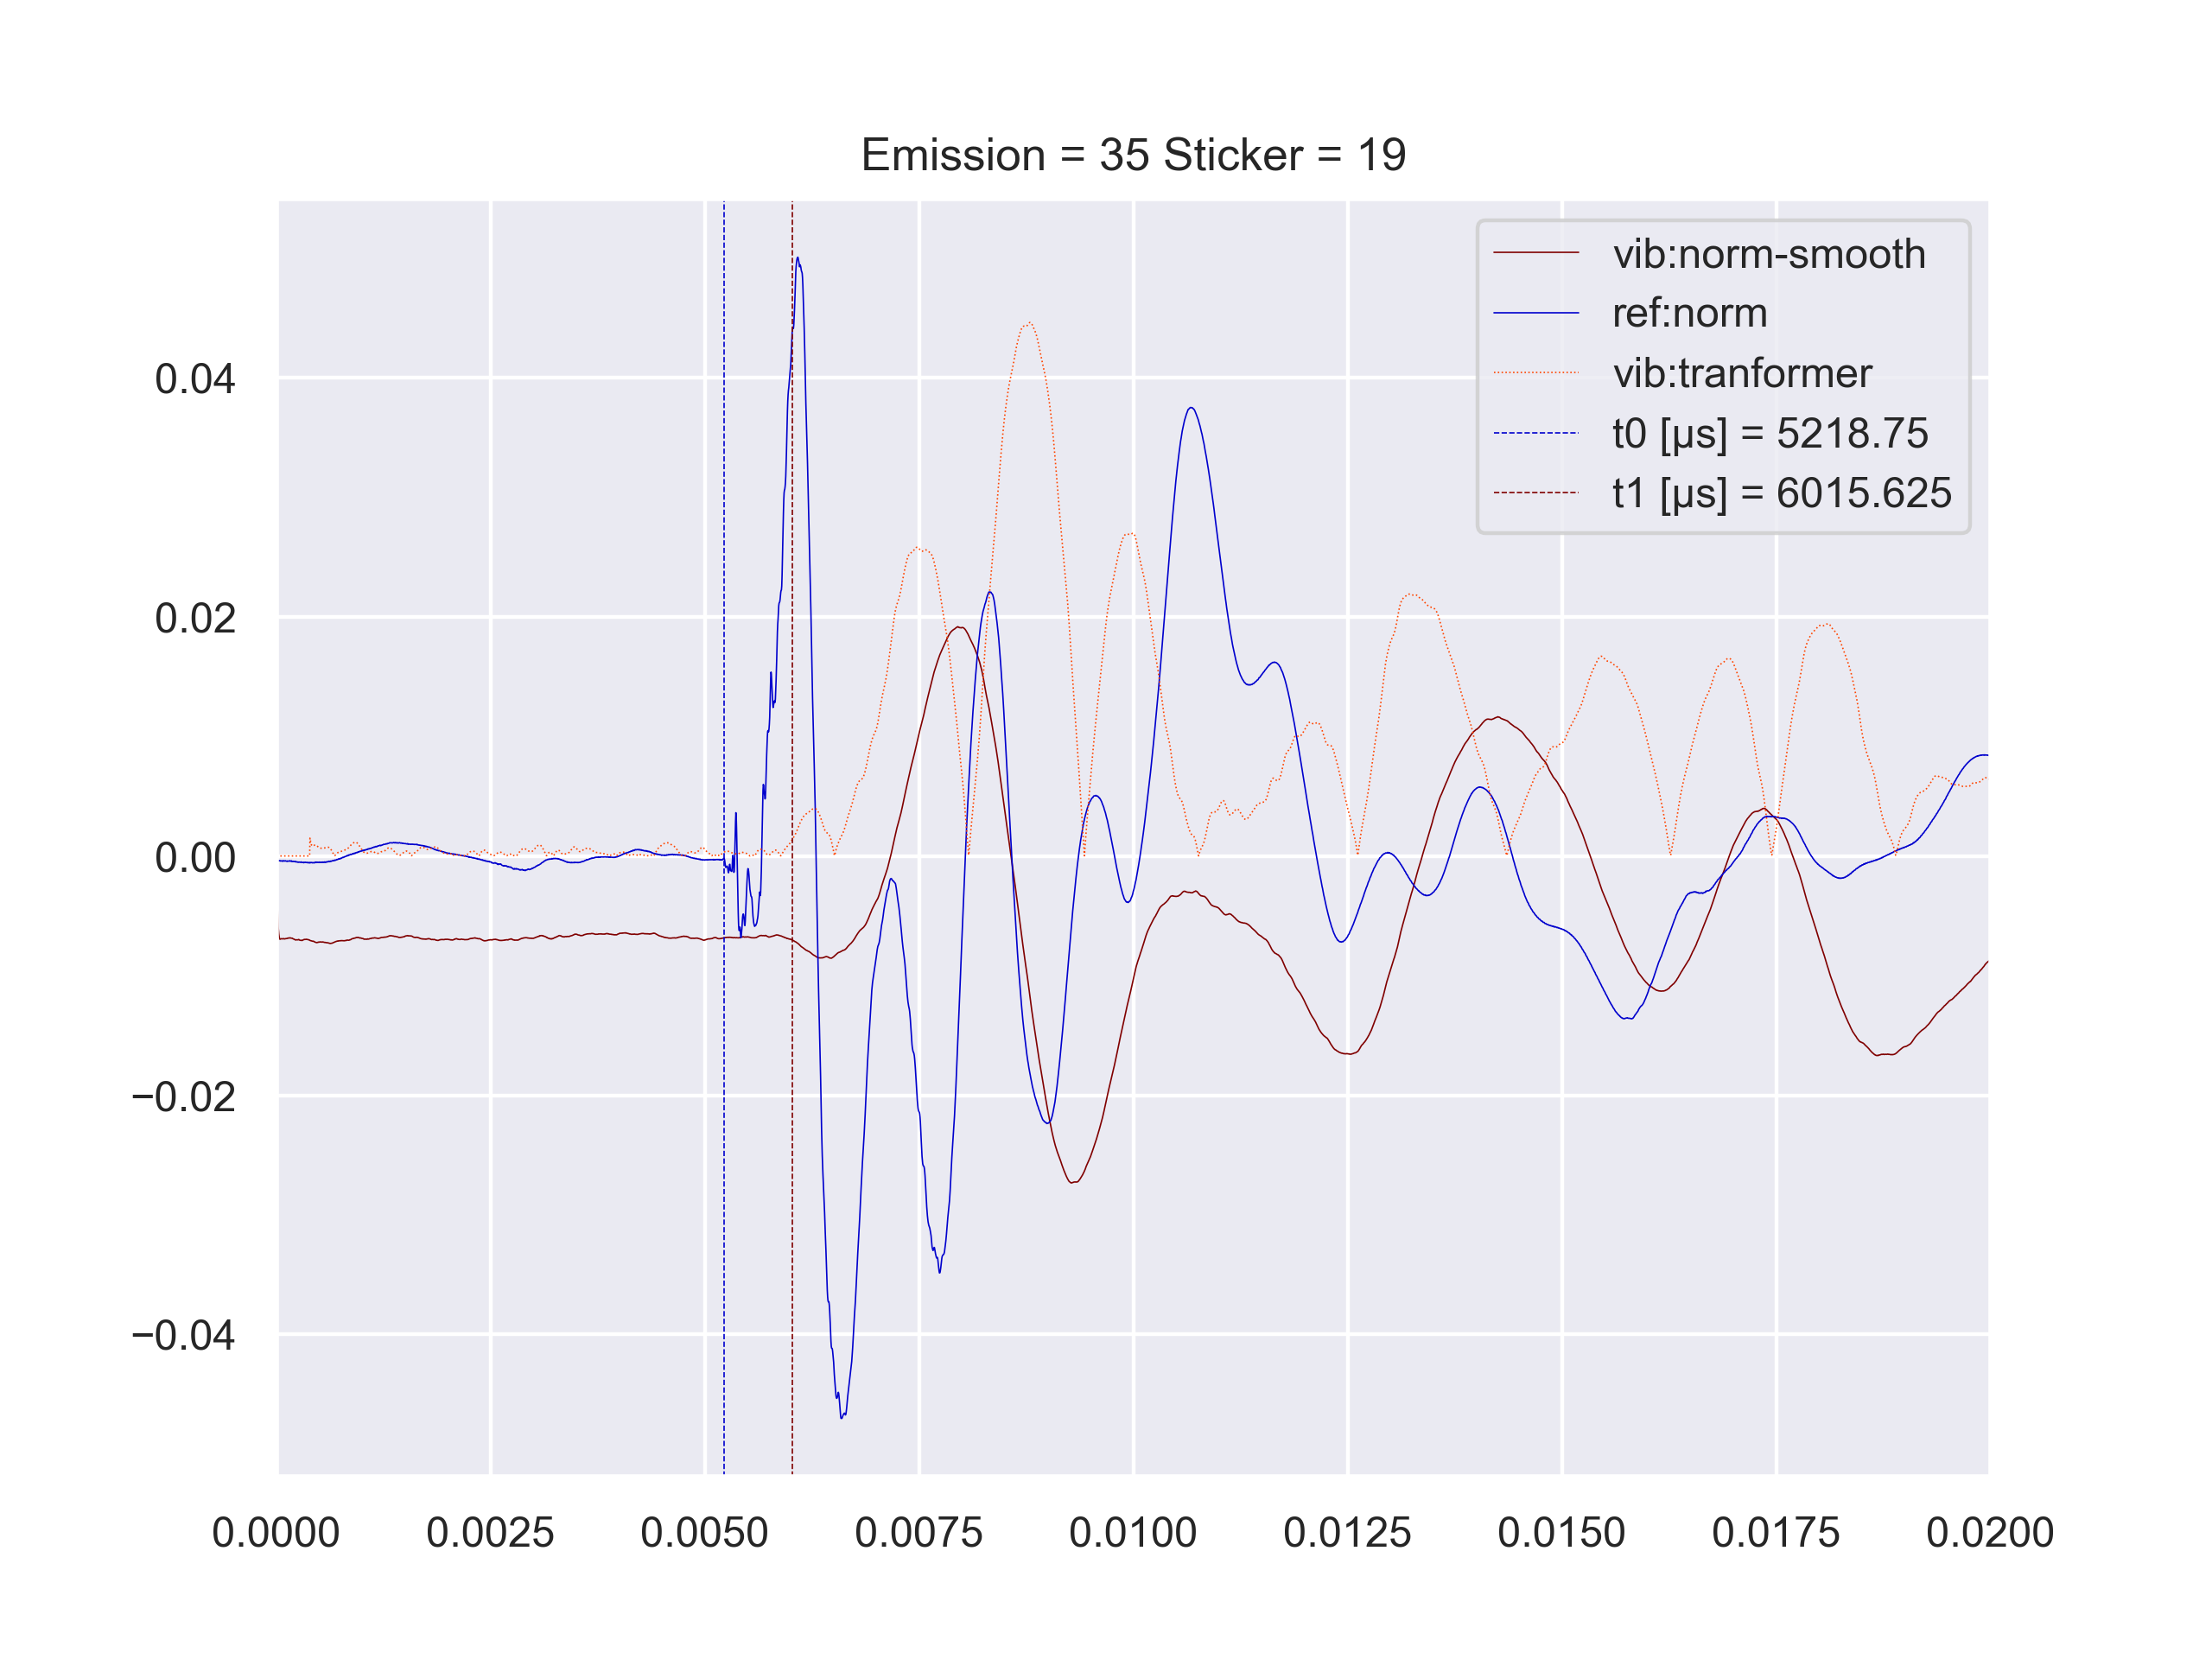 Emission = 35 Sticker = 19
vib:norm-smooth
ref:norm
vib:tranformer
t0 [µs] = 5218.75
t1 [µs] = 6015.625
0.04
0.02
0.00
−0.02
−0.04
0.0000 0.0025 0.0050 0.0075 0.0100 0.0125 0.0150 0.0175 0.0200